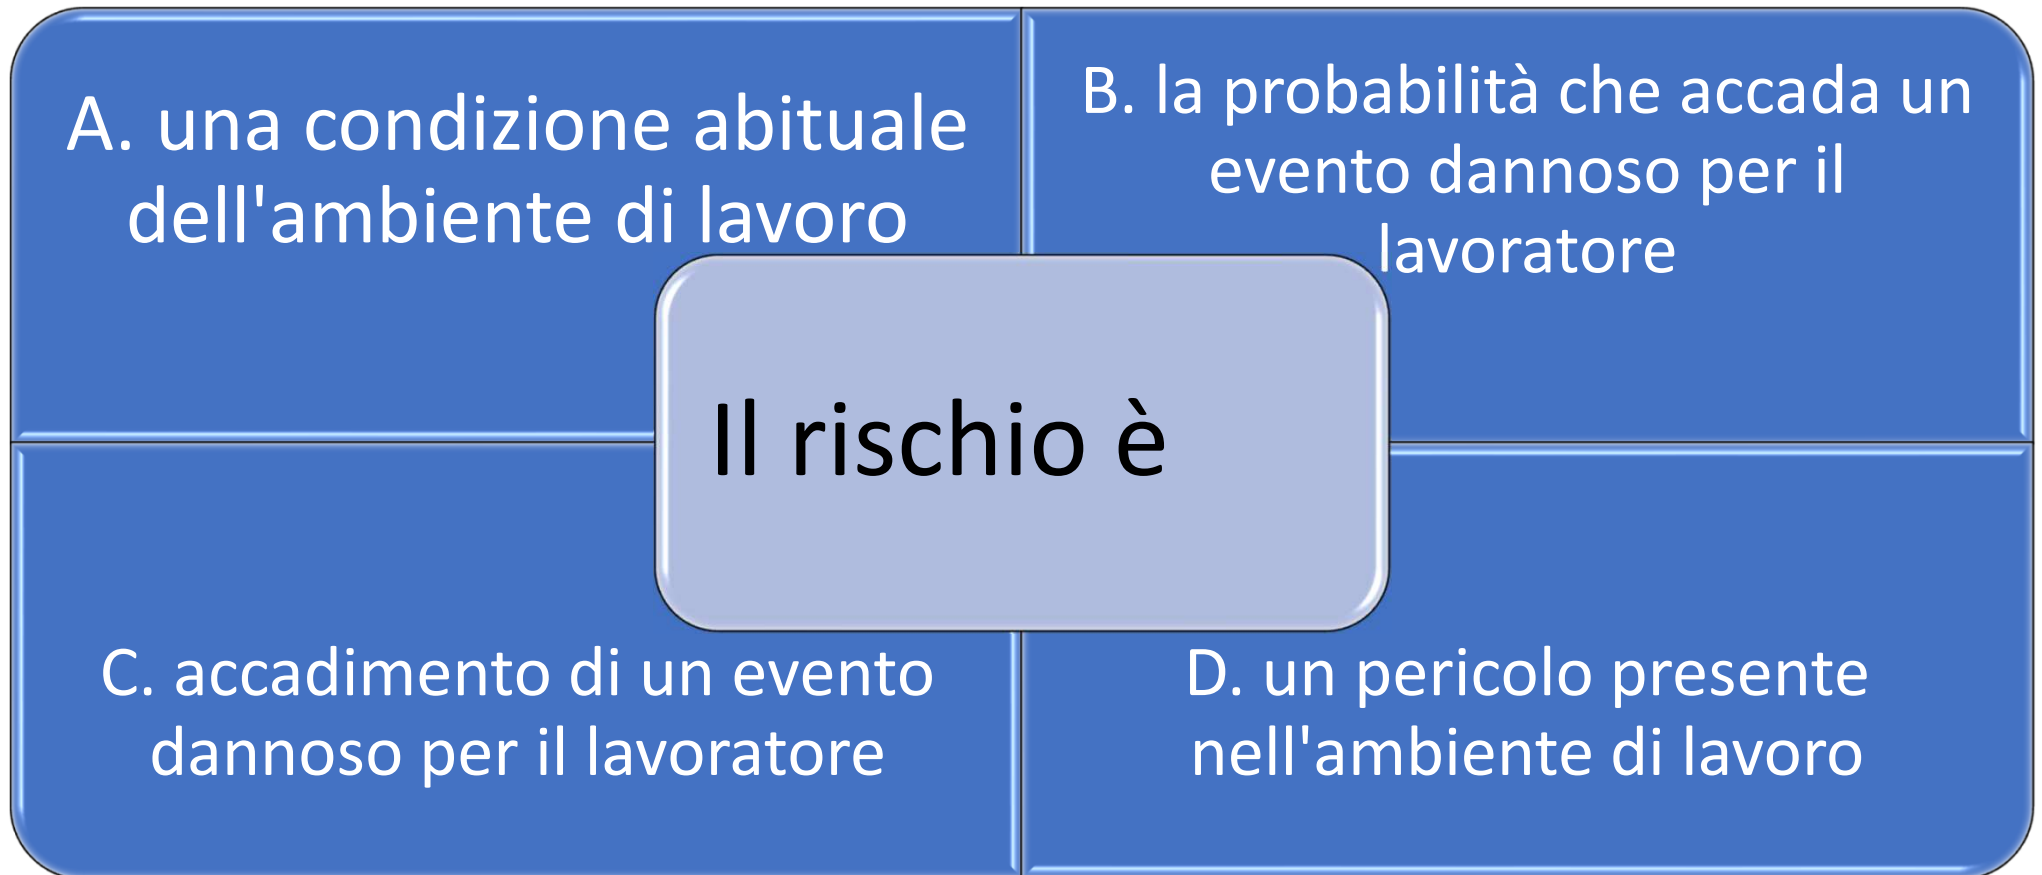 A. una condizione abituale
dell'ambiente di lavoro
B. la probabilità che accada un
evento dannoso per il
lavoratore
Il rischio è
C. accadimento di un evento
dannoso per il lavoratore
D. un pericolo presente
nell'ambiente di lavoro